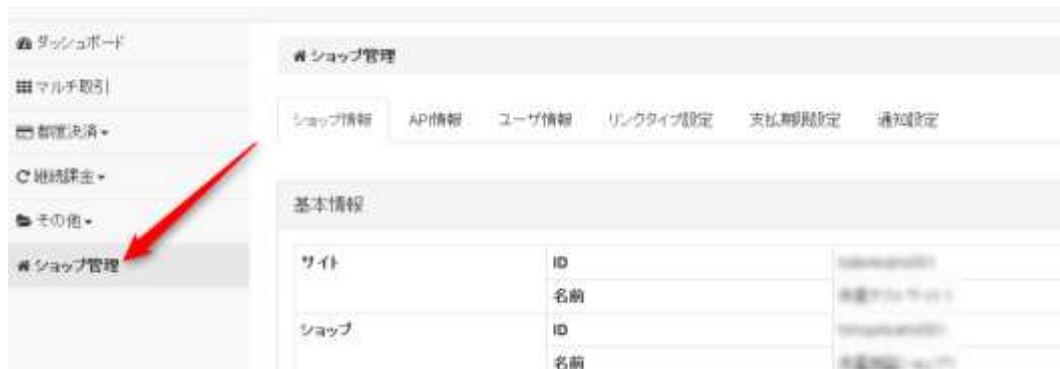 ダッシュボード
マルチ取引
都度決済
継続課金
その他
ショップ管理
ショップ管理
ショップ情報 API情報 ユーザ情報 リンクタイプ設定 支払期限設定 通知設定
基本情報
サイト ID
名前
ショップ ID
名前